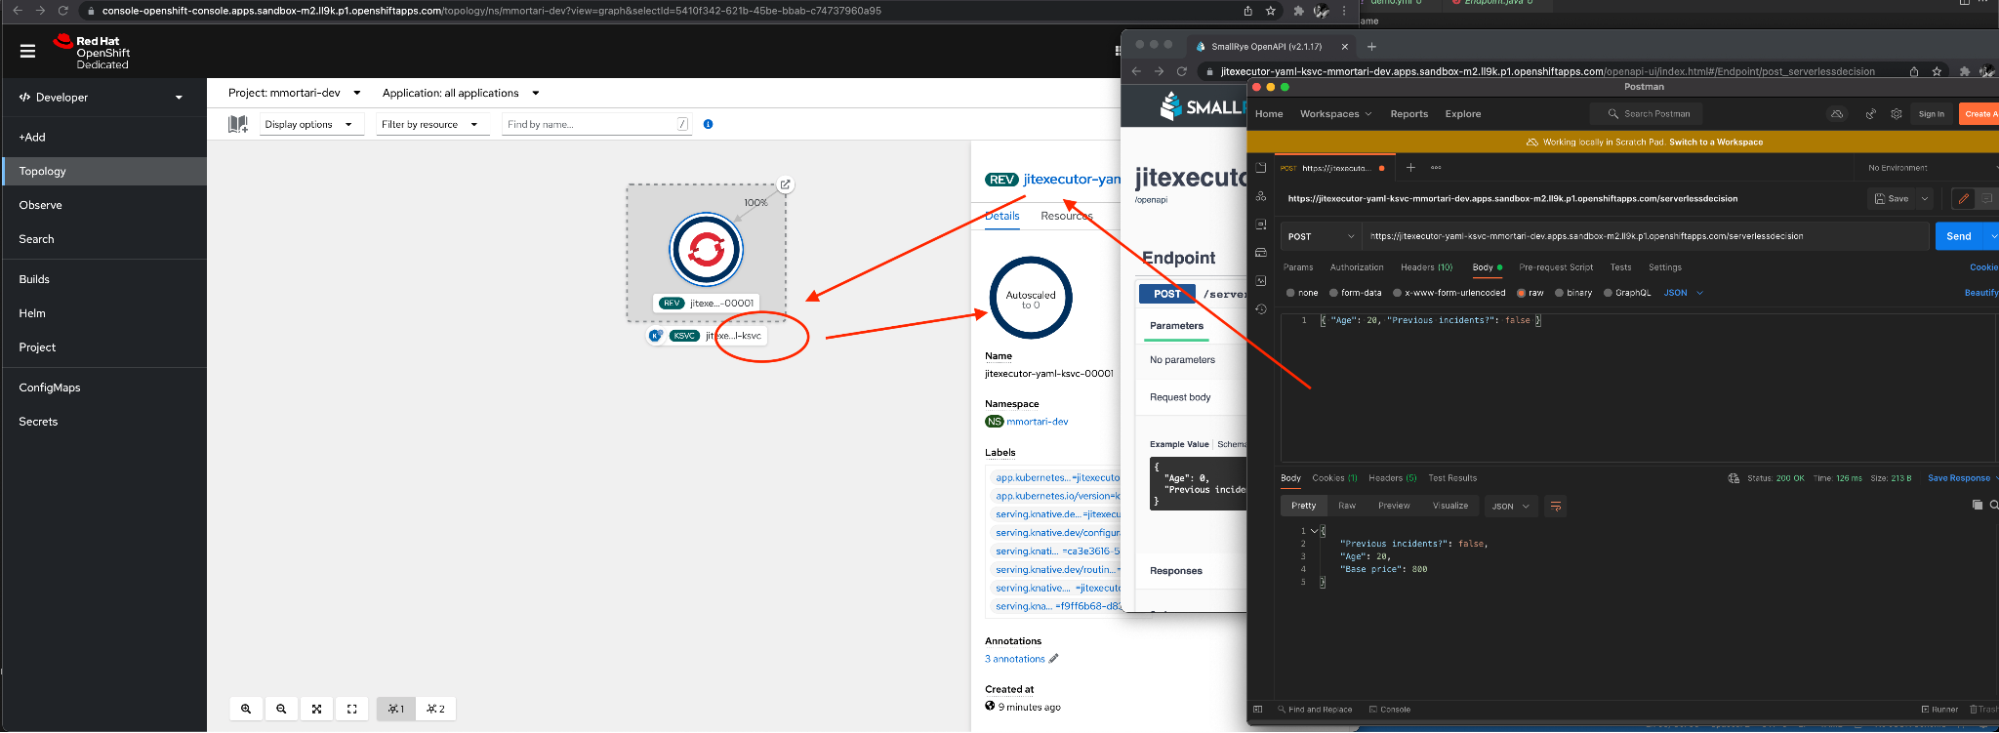 console-openshift-console.apps.sandbox-m2.ll9k.p1.openshiftapps.com/topology/ns/mmortari-dev?view=graph&selectId=5410f342-621b-45be-bbab-c74737960a95
Red Hat
OpenShift
Dedicated
Developer
+Add
Topology
Observe
Search
Builds
Helm
Project
ConfigMaps
Secrets
Project: mmortari-dev
Application: all applications
Display options
Filter by resource
Find by name...
/
100%
REV jitexe...-00001
KSVC jitexe...l-ksvc
1
2
REV jitexecutor-yam
Details Resources
Autoscaled
to 0
Name
jitexecutor-yaml-ksvc-00001
Namespace
NS mmortari-dev
Labels
app.kubernetes... =jitexecuto
app.kubernetes.io/version=
serving.knative.de... =jitexecu
serving.knative.dev/configur
serving.knati... =ca3e3616-5
serving.knative.dev/routin... =
serving.knative.... =jitexecut
serving.kna... =f9ff6b68-d82
Annotations
3 annotations
Created at
9 minutes ago
Endpoint.java
ame
SmallRye OpenAPI (v2.1.17)
jitexecutor-yaml-ksvc-mmortari-dev.apps.sandbox-m2.ll9k.p1.openshiftapps.com/openapi-ui/index.html#/Endpoint/post_serverlessdecision
SMALL
jitexecuto
/openapi
Endpoint
POST /server
Parameters
No parameters
Request body
Example Value Schema
{
"Age": 0,
"Previous incide
}
Responses
Postman
Home Workspaces Reports Explore
Search Postman
Sign In
Create A
Working locally in Scratch Pad. Switch to a Workspace
POST https://jitexecuto...
No Environment
https://jitexecutor-yaml-ksvc-mmortari-dev.apps.sandbox-m2.ll9k.p1.openshiftapps.com/serverlessdecision
Save
POST
https://jitexecutor-yaml-ksvc-mmortari-dev.apps.sandbox-m2.ll9k.p1.openshiftapps.com/serverlessdecision
Send
Params Authorization Headers (10) Body Pre-request Script Tests Settings
Cookie
none form-data x-www-form-urlencoded raw binary GraphQL JSON
Beautify
1 { "Age": 20, "Previous incidents?": false }
Body Cookies (1) Headers (5) Test Results
Status: 200 OK Time: 126 ms Size: 213 B
Save Response
Pretty Raw Preview Visualize JSON
1 {
2 "Previous incidents?": false,
3 "Age": 20,
4 "Base price": 800
5 }
Find and Replace
Console
Runner
Trash